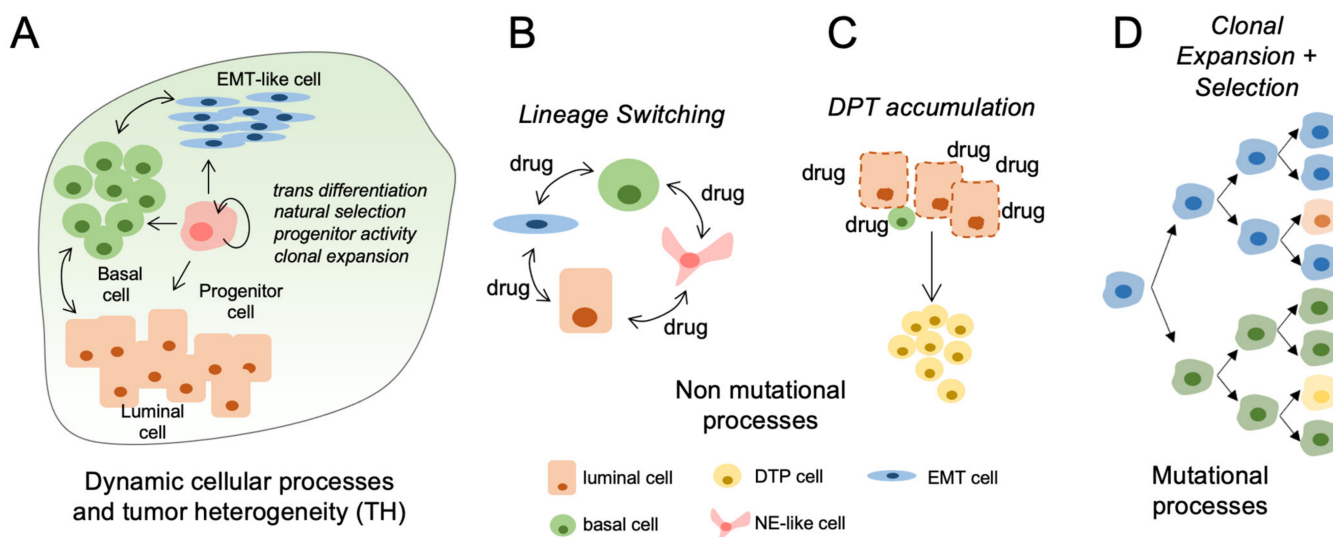 A
EMT-like cell
trans differentiation
natural selection
progenitor activity
clonal expansion
Basal
cell
Progenitor
cell
Luminal
cell
Dynamic cellular processes
and tumor heterogeneity (TH)
B
Lineage Switching
drug
drug
drug
drug
C
DPT accumulation
drug
drug
drug
drug
drug
Non mutational
processes
luminal cell
DTP cell
EMT cell
basal cell
NE-like cell
D
Clonal
Expansion +
Selection
Mutational
processes